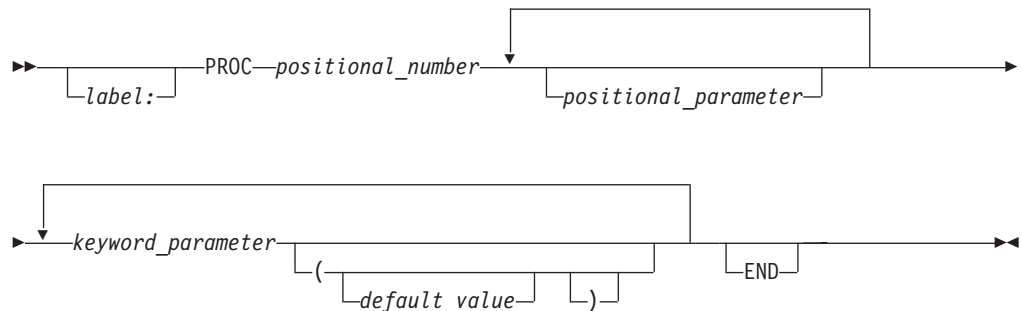 PROC positional_number
label:
positional_parameter
keyword_parameter
(
default value
)
END